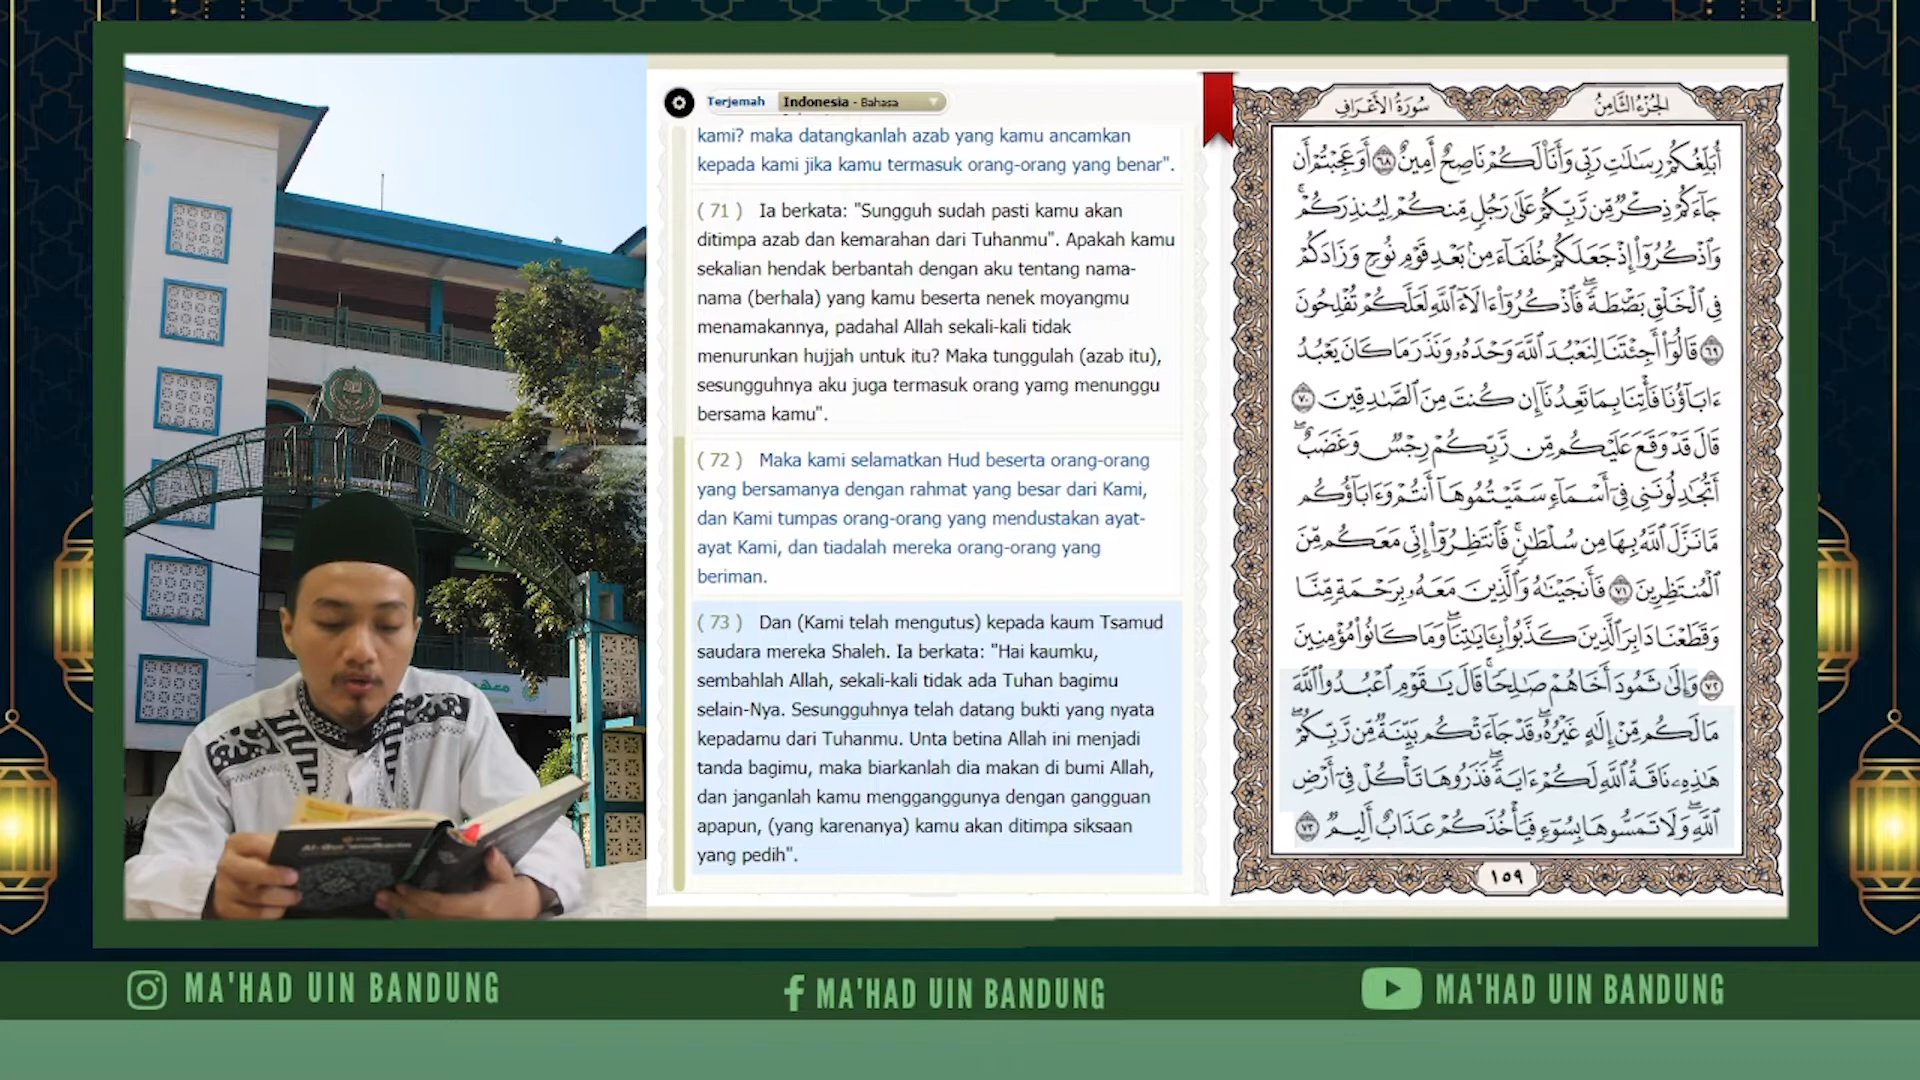 Terjemah Indonesia - Bahasa
kami? maka datangkanlah azab yang kamu ancamkan
kepada kami jika kamu termasuk orang-orang yang benar".
( 71 ) Ia berkata: "Sungguh sudah pasti kamu akan
ditimpa azab dan kemarahan dari Tuhanmu". Apakah kamu
sekalian hendak berbantah dengan aku tentang nama-
nama (berhala) yang kamu beserta nenek moyangmu
menamakannya, padahal Allah sekali-kali tidak
menurunkan hujjah untuk itu? Maka tunggulah (azab itu),
sesungguhnya aku juga termasuk orang yamg menunggu
bersama kamu".
( 72 ) Maka kami selamatkan Hud beserta orang-orang
yang bersamanya dengan rahmat yang besar dari Kami,
dan Kami tumpas orang-orang yang mendustakan ayat-
ayat Kami, dan tiadalah mereka orang-orang yang
beriman.
( 73 ) Dan (Kami telah mengutus) kepada kaum Tsamud
saudara mereka Shaleh. Ia berkata: "Hai kaumku,
sembahlah Allah, sekali-kali tidak ada Tuhan bagimu
selain-Nya. Sesungguhnya telah datang bukti yang nyata
kepadamu dari Tuhanmu. Unta betina Allah ini menjadi
tanda bagimu, maka biarkanlah dia makan di bumi Allah,
dan janganlah kamu mengganggunya dengan gangguan
apapun, (yang karenanya) kamu akan ditimpa siksaan
yang pedih".
الجُزْءُ الثَّامِنُ
سُورَةُ الأَعْرَافِ
أُبَلِّغُكُمْ رِسَٰلَٰتِ رَبِّي وَأَنَا۠ لَكُمْ نَاصِحٌ أَمِينٌ ٦٨ أَوَعَجِبْتُمْ أَن
جَآءَكُمْ ذِكْرٌ مِّن رَّبِّكُمْ عَلَىٰ رَجُلٍ مِّنكُمْ لِيُنذِرَكُمْ ۚ
وَٱذْكُرُوٓا۟ إِذْ جَعَلَكُمْ خُلَفَآءَ مِنۢ بَعْدِ قَوْمِ نُوحٍ وَزَادَكُمْ
فِى ٱلْخَلْقِ بَصْۜطَةً ۖ فَٱذْكُرُوٓا۟ ءَالَآءَ ٱللَّهِ لَعَلَّكُمْ تُفْلِحُونَ
٦٩ قَالُوٓا۟ أَجِئْتَنَا لِنَعْبُدَ ٱللَّهَ وَحْدَهُۥ وَنَذَرَ مَا كَانَ يَعْبُدُ
ءَابَآؤُنَا فَأْتِنَا بِمَا تَعِدُنَآ إِن كُنتَ مِنَ ٱلصَّٰدِقِينَ ٧٠
قَالَ قَدْ وَقَعَ عَلَيْكُم مِّن رَّبِّكُمْ رِجْسٌ وَغَضَبٌ ۖ
أَتُجَٰدِلُونَنِى فِىٓ أَسْمَآءٍ سَمَّيْتُمُوهَآ أَنتُمْ وَءَابَآؤُكُم
مَّا نَزَّلَ ٱللَّهُ بِهَا مِن سُلْطَٰنٍ ۚ فَٱنتَظِرُوٓا۟ إِنِّى مَعَكُم مِّنَ
ٱلْمُنتَظِرِينَ ٧١ فَأَنجَيْنَٰهُ وَٱلَّذِينَ مَعَهُۥ بِرَحْمَةٍ مِّنَّا
وَقَطَعْنَا دَابِرَ ٱلَّذِينَ كَذَّبُوا۟ بِـَٔايَٰتِنَا ۖ وَمَا كَانُوا۟ مُؤْمِنِينَ
٧٢ وَإِلَىٰ ثَمُودَ أَخَاهُمْ صَٰلِحًا ۗ قَالَ يَٰقَوْمِ ٱعْبُدُوا۟ ٱللَّهَ
مَا لَكُم مِّنْ إِلَٰهٍ غَيْرُهُۥ ۖ قَدْ جَآءَتْكُم بَيِّنَةٌ مِّن رَّبِّكُمْ ۖ
هَٰذِهِۦ نَاقَةُ ٱللَّهِ لَكُمْ ءَايَةً ۖ فَذَرُوهَا تَأْكُلْ فِىٓ أَرْضِ
ٱللَّهِ ۖ وَلَا تَمَسُّوهَا بِسُوٓءٍ فَيَأْخُذَكُمْ عَذَابٌ أَلِيمٌ ٧٣
١٥٩
MA'HAD UIN BANDUNG
MA'HAD UIN BANDUNG
MA'HAD UIN BANDUNG